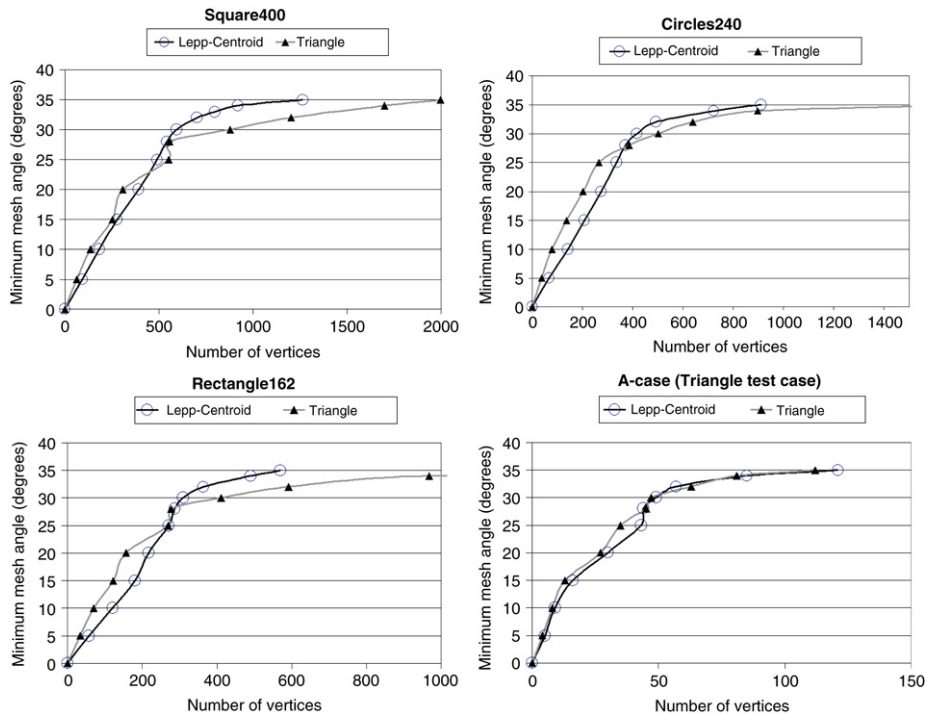 Square400
Lepp-Centroid Triangle
Minimum mesh angle (degrees)
40
35
30
25
20
15
10
5
0
0 500 1000 1500 2000
Number of vertices
Circles240
Lepp-Centroid Triangle
Minimum mesh angle (degrees)
40
35
30
25
20
15
10
5
0
0 200 400 600 800 1000 1200 1400
Number of vertices
Rectangle162
Lepp-Centroid Triangle
Minimum mesh angle (degrees)
40
35
30
25
20
15
10
5
0
0 200 400 600 800 1000
Number of vertices
A-case (Triangle test case)
Lepp-Centroid Triangle
Minimum mesh angle (degrees)
40
35
30
25
20
15
10
5
0
0 50 100 150
Number of vertices